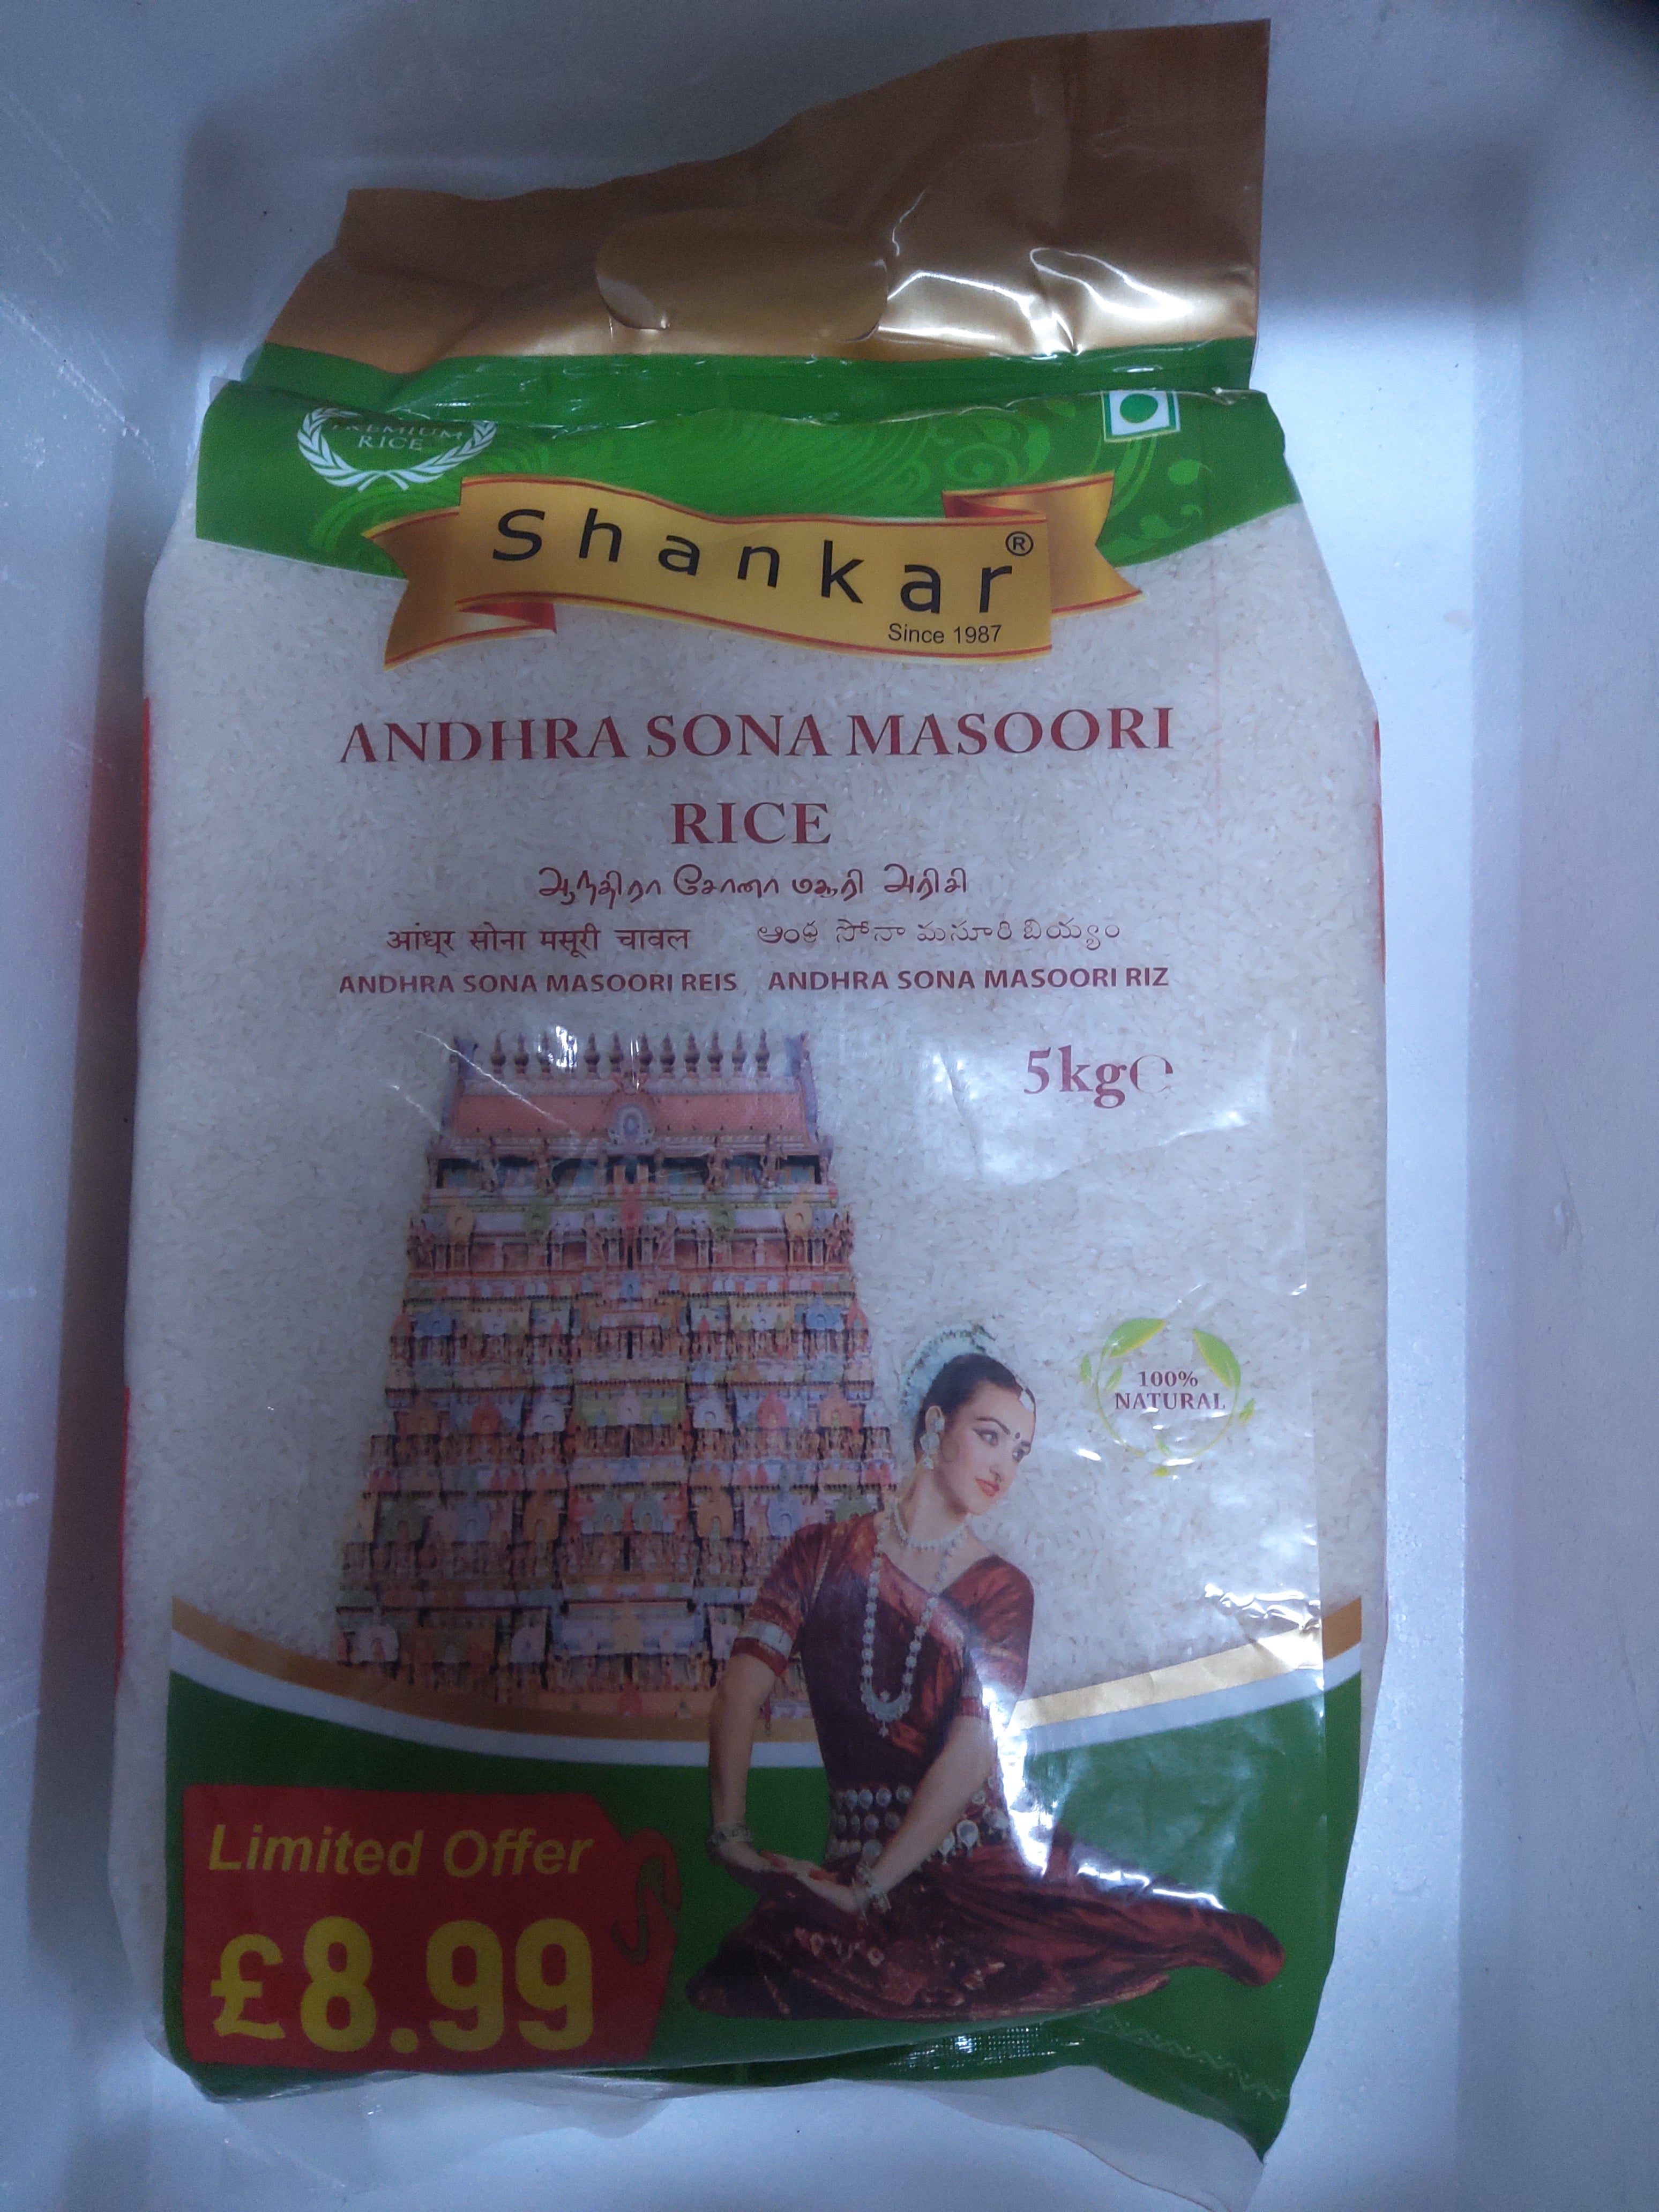 PREMIUM
RICE
Shankar®
Since 1987
ANDHRA SONA MASOORI
RICE
ஆந்திரா சோனா மசூரி அரிசி
आंध्र सोना मसूरी चावल
ఆంధ్ర సోనా మసూరి బియ్యం
ANDHRA SONA MASOORI REIS
ANDHRA SONA MASOORI RIZ
5kg℮
100%
NATURAL
Limited Offer
£8.99